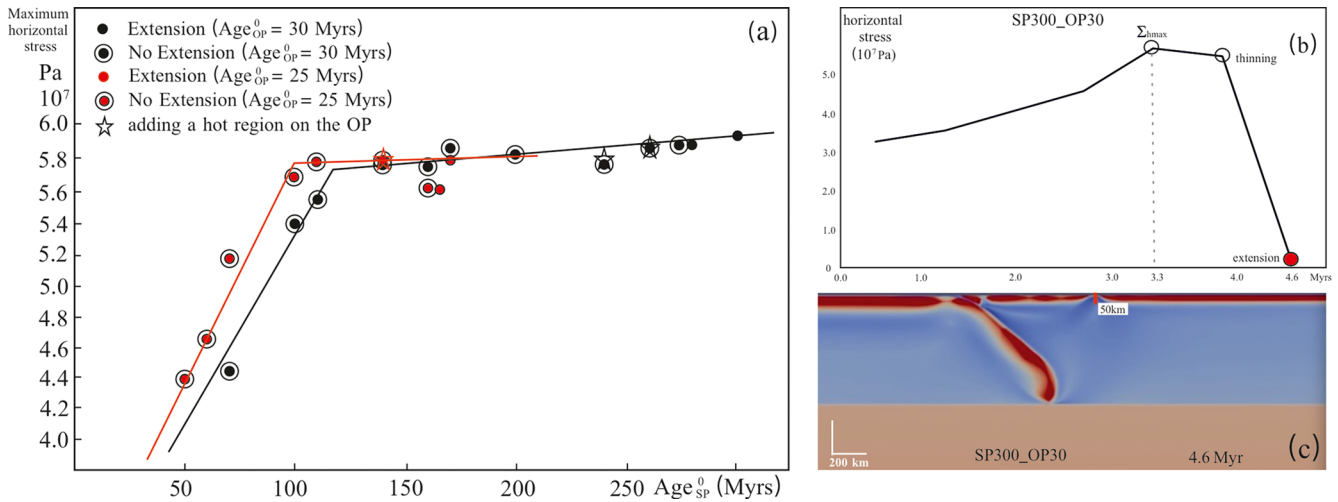 Maximum
horizontal
stress
Pa
10⁷
Extension (Age⁰OP = 30 Myrs)
No Extension (Age⁰OP = 30 Myrs)
Extension (Age⁰OP = 25 Myrs)
No Extension (Age⁰OP = 25 Myrs)
adding a hot region on the OP
(a)
6.0
5.8
5.6
5.4
5.2
5.0
4.8
4.6
4.4
4.2
4.0
50 100 150 200 250 Age⁰SP (Myrs)
horizontal
stress
(10⁷Pa)
SP300_OP30
(b)
Σhmax
thinning
5.0
4.0
3.0
2.0
1.0
0
extension
0.0 1.0 2.0 3.0 3.3 4.0 4.6 Myrs
50km
200 km
SP300_OP30
4.6 Myr
(c)